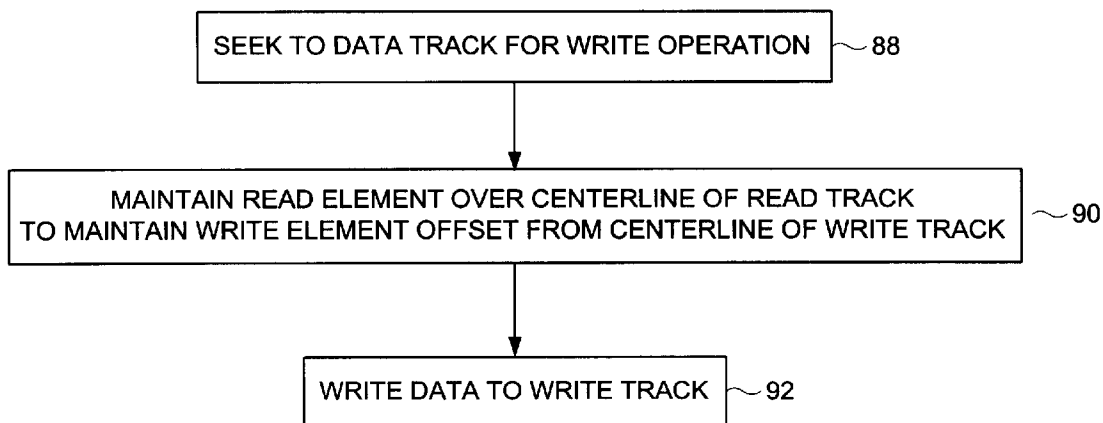 SEEK TO DATA TRACK FOR WRITE OPERATION 88
MAINTAIN READ ELEMENT OVER CENTERLINE OF READ TRACK
TO MAINTAIN WRITE ELEMENT OFFSET FROM CENTERLINE OF WRITE TRACK 90
WRITE DATA TO WRITE TRACK 92